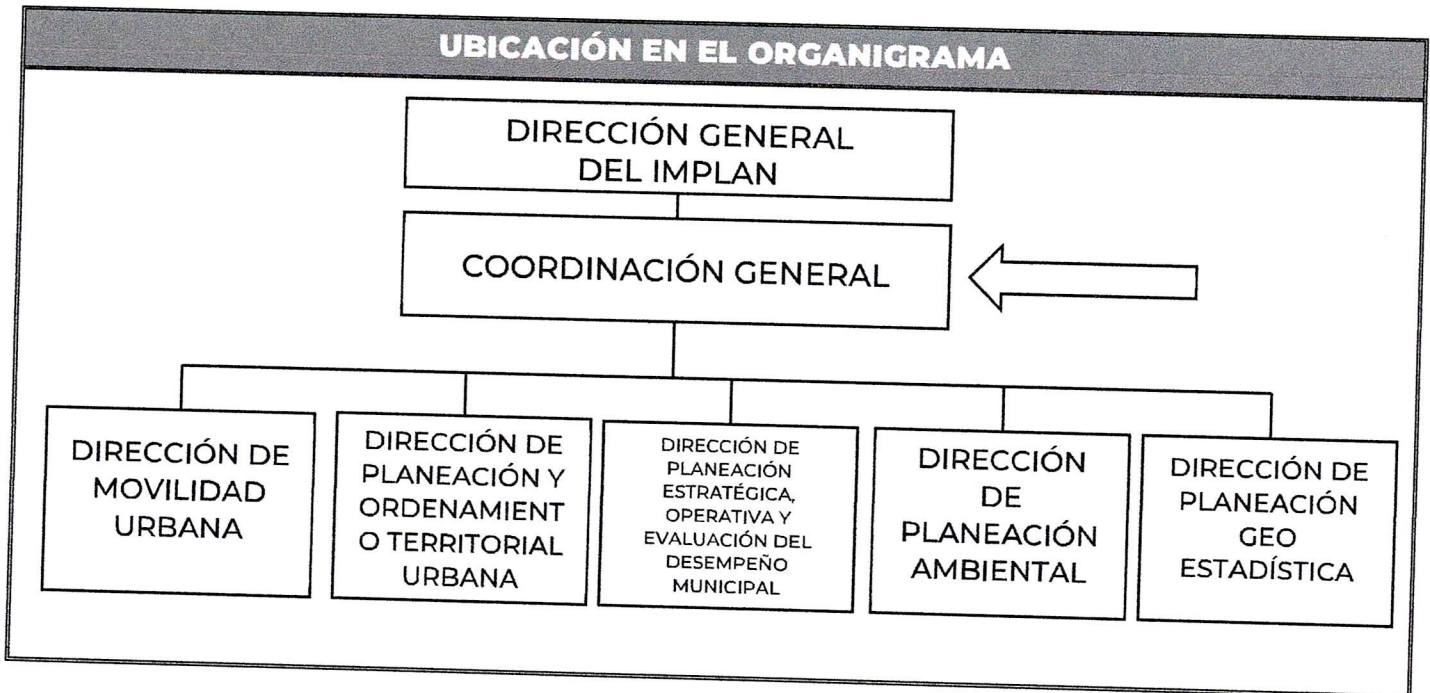 UBICACIÓN EN EL ORGANIGRAMA
DIRECCIÓN GENERAL
DEL IMPLAN
COORDINACIÓN GENERAL
DIRECCIÓN DE
MOVILIDAD
URBANA
DIRECCIÓN DE
PLANEACIÓN Y
ORDENAMIENT
O TERRITORIAL
URBANA
DIRECCIÓN DE
PLANEACIÓN
ESTRATÉGICA,
OPERATIVA Y
EVALUACIÓN DEL
DESEMPEÑO
MUNICIPAL
DIRECCIÓN
DE
PLANEACIÓN
AMBIENTAL
DIRECCIÓN DE
PLANEACIÓN
GEO
ESTADÍSTICA